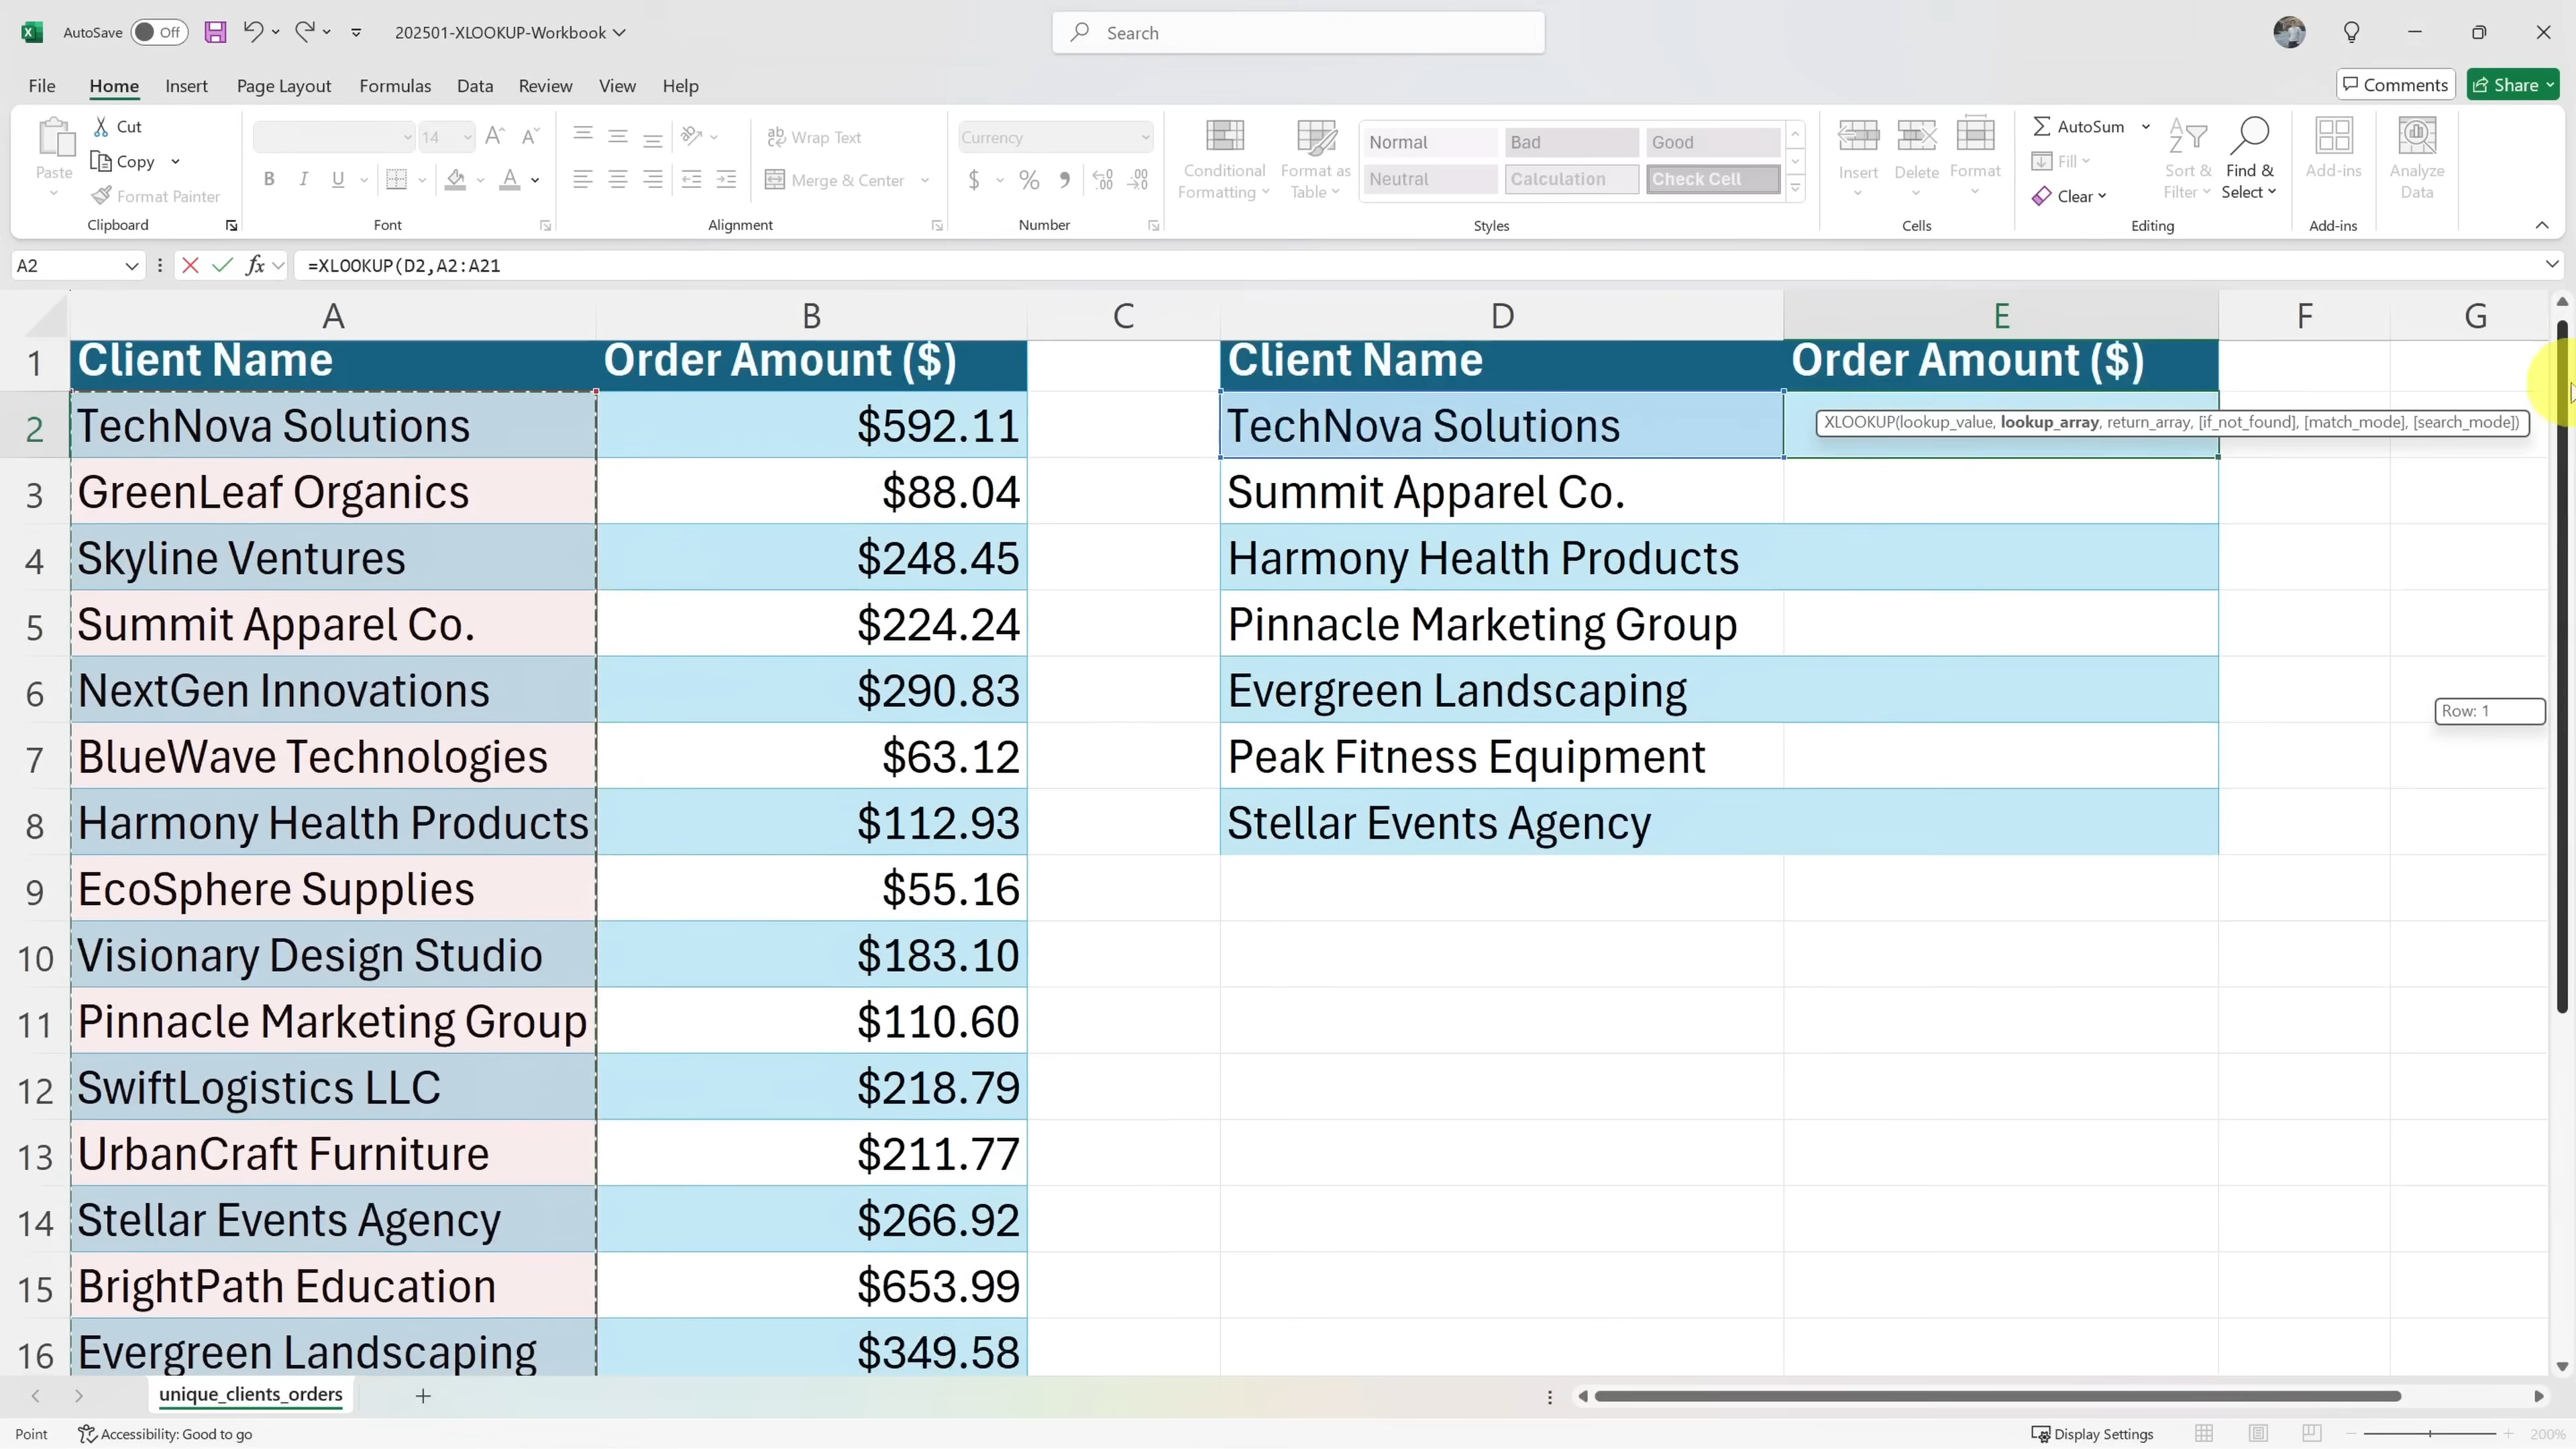 AutoSave Off 202501-XLOOKUP-Workbook Search
File Home Insert Page Layout Formulas Data Review View Help Comments Share
Paste Cut Copy Format Painter Clipboard
14 B I U Font
ab Wrap Text Merge & Center Alignment
Currency $ % Number
Conditional Formatting Format as Table
Normal Bad Good
Neutral Calculation Check Cell
Styles
Insert Delete Format Cells
AutoSum Fill Clear Sort & Filter Find & Select Editing
Add-ins Add-ins
Analyze Data
A2 fx =XLOOKUP(D2,A2:A21
A B C D E F G
1 Client Name Order Amount ($) Client Name Order Amount ($)
2 TechNova Solutions $592.11 TechNova Solutions
XLOOKUP(lookup_value, lookup_array, return_array, [if_not_found], [match_mode], [search_mode])
3 GreenLeaf Organics $88.04 Summit Apparel Co.
4 Skyline Ventures $248.45 Harmony Health Products
5 Summit Apparel Co. $224.24 Pinnacle Marketing Group
6 NextGen Innovations $290.83 Evergreen Landscaping
Row: 1
7 BlueWave Technologies $63.12 Peak Fitness Equipment
8 Harmony Health Products $112.93 Stellar Events Agency
9 EcoSphere Supplies $55.16
10 Visionary Design Studio $183.10
11 Pinnacle Marketing Group $110.60
12 SwiftLogistics LLC $218.79
13 UrbanCraft Furniture $211.77
14 Stellar Events Agency $266.92
15 BrightPath Education $653.99
16 Evergreen Landscaping $349.58
unique_clients_orders
Point Accessibility: Good to go Display Settings 200%